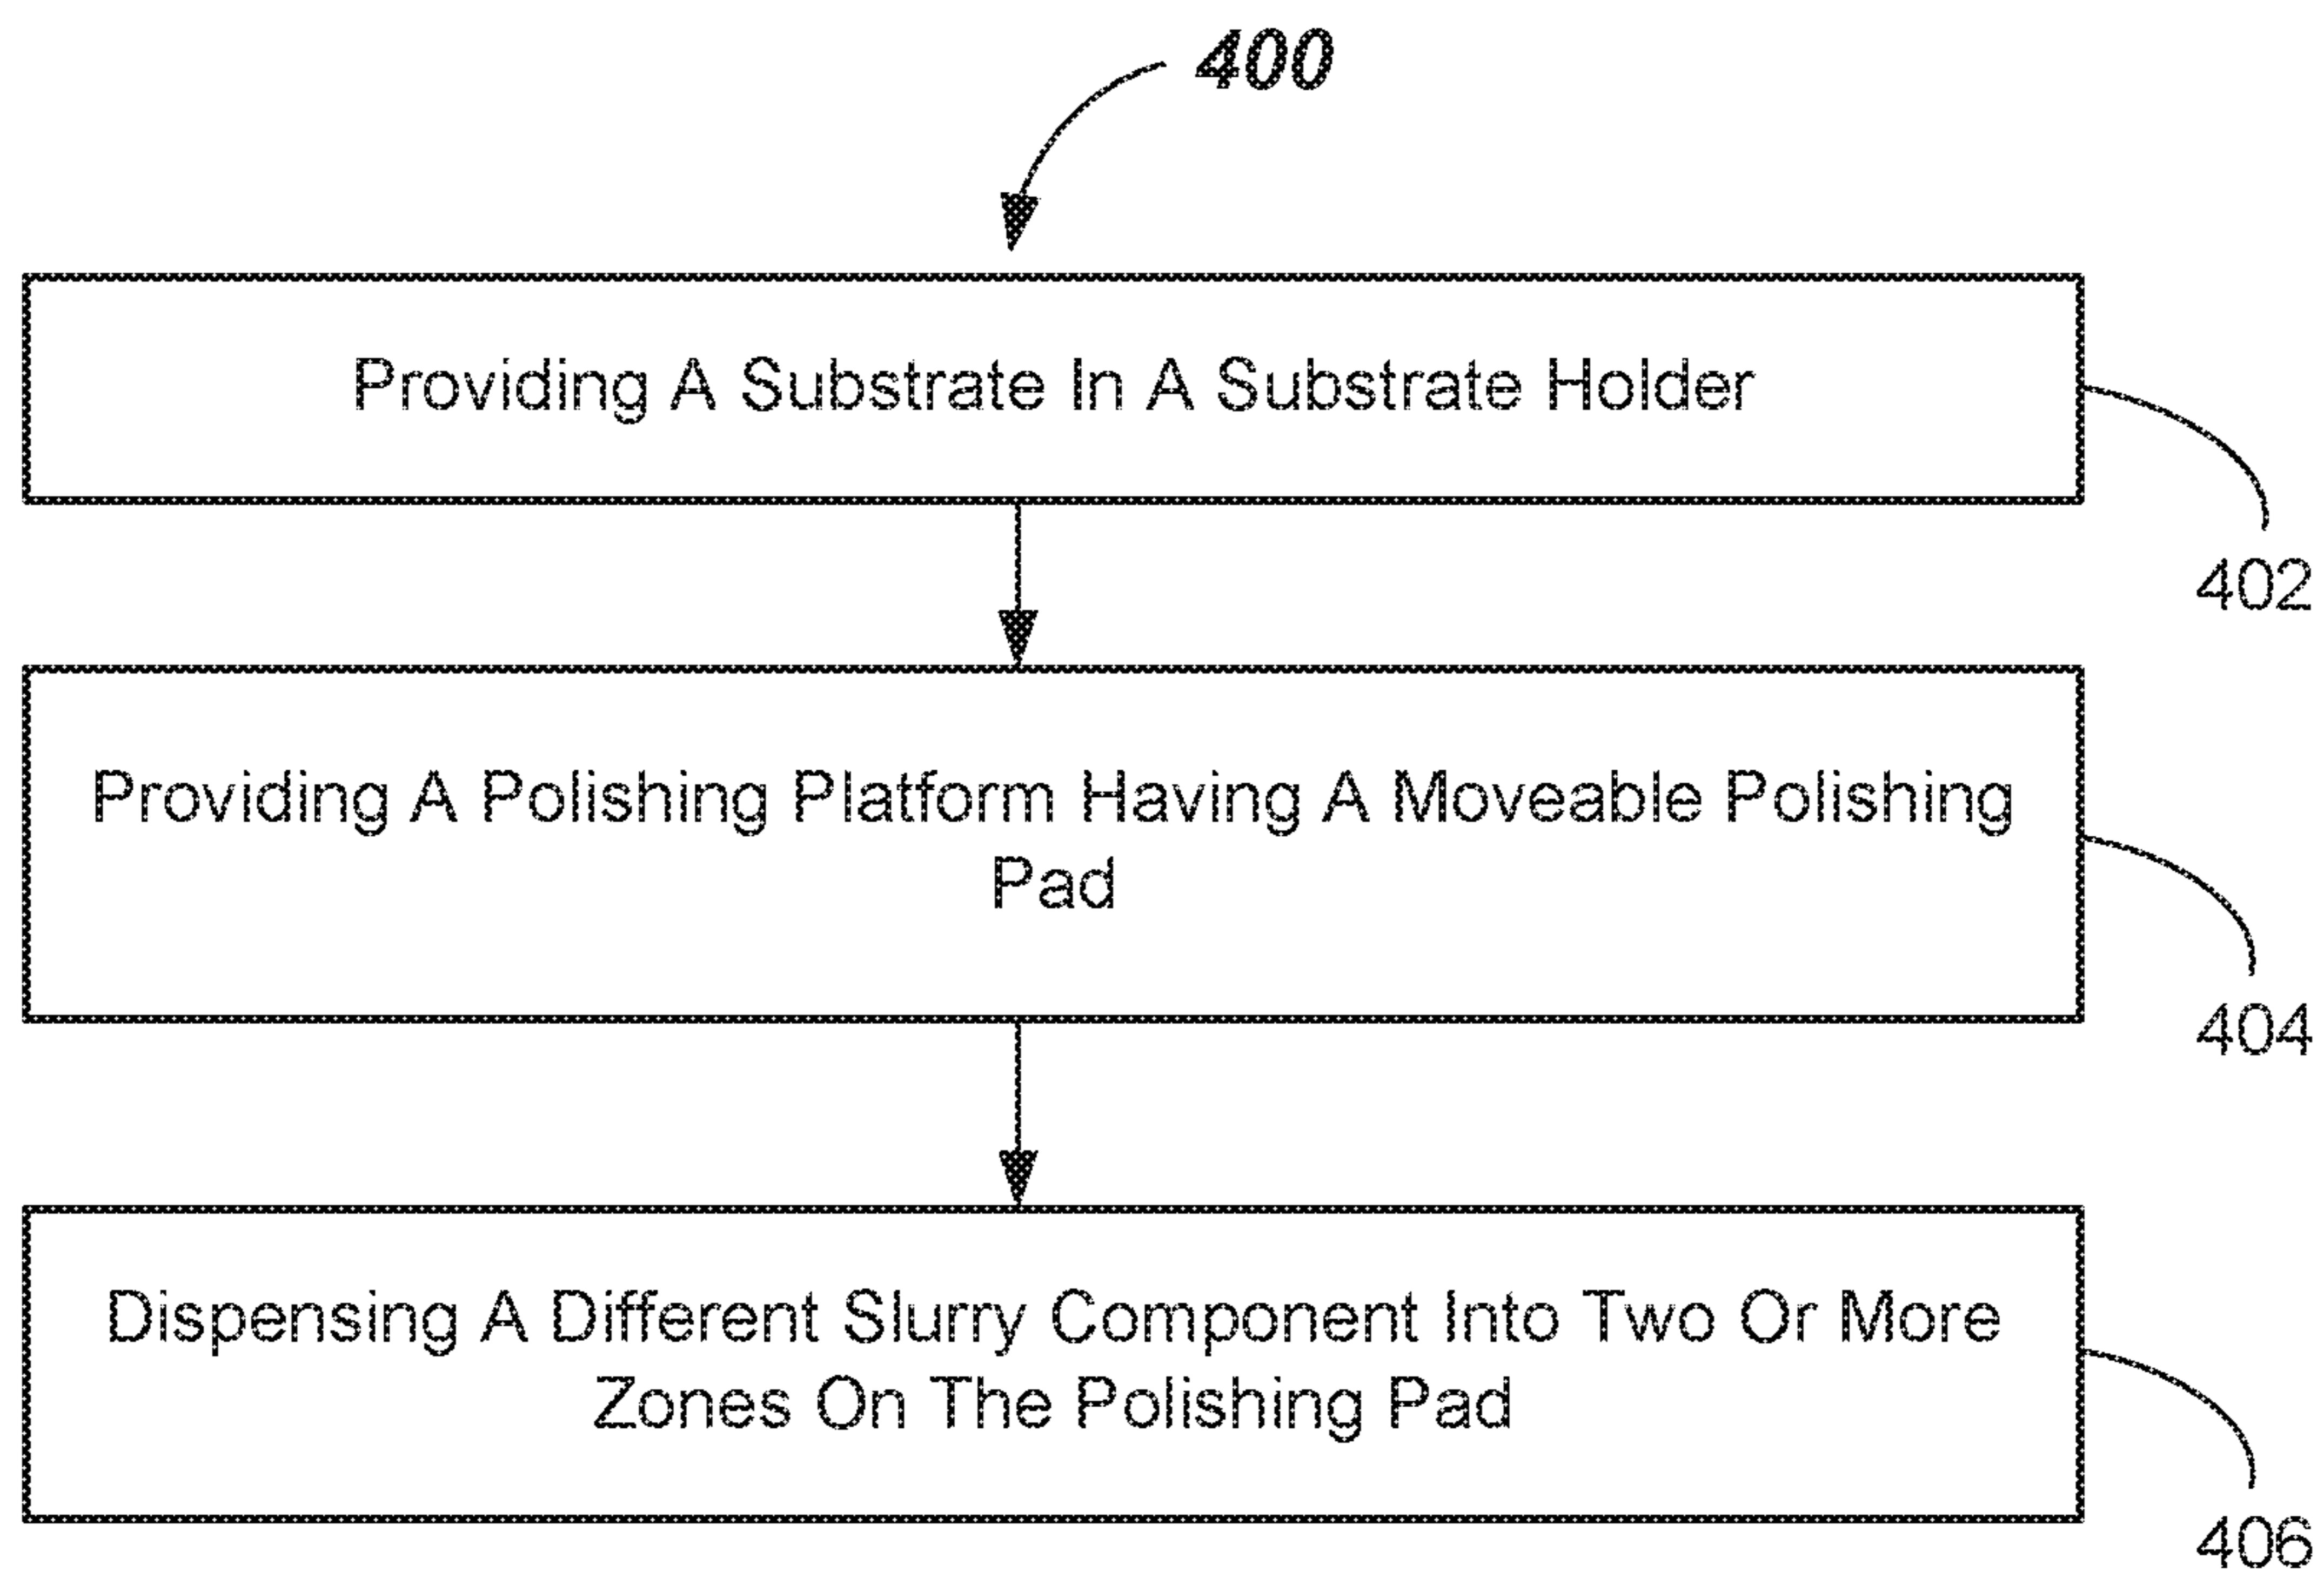 400
Providing A Substrate In A Substrate Holder
402
Providing A Polishing Platform Having A Moveable Polishing
Pad
404
Dispensing A Different Slurry Component Into Two Or More
Zones On The Polishing Pad
406